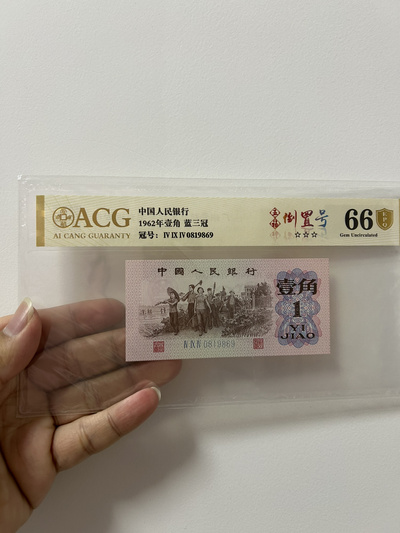 ACG
AI CANG GUARANTY
中国人民银行
1962年壹角 蓝三冠
冠号: IV IX IV 0819869
倒置号
☆☆☆
66
EPQ
Gem Uncirculated
中國人民銀行
壹角
1
YI
JIAO
IV IX IV 0819869